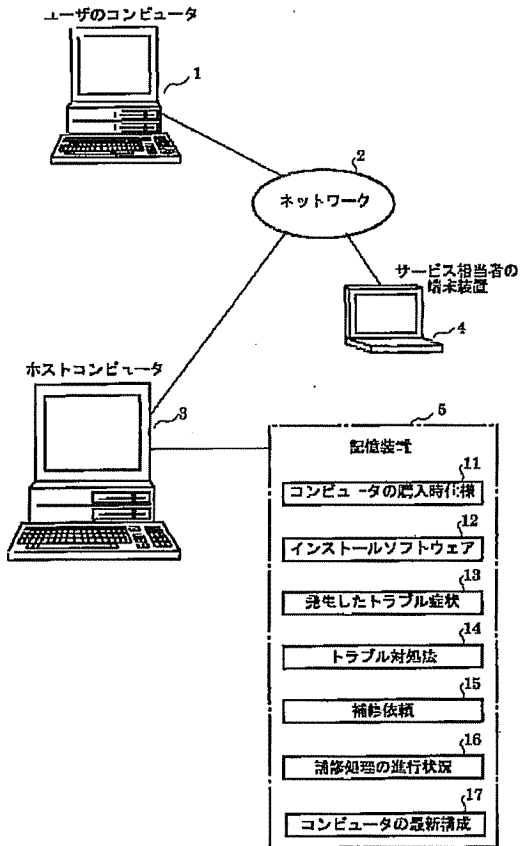 ユーザのコンピュータ
1
2
ネットワーク
サービス相当者の
端末装置
4
ホストコンピュータ
3
5
記憶装置
11
コンピュータの購入時仕様
12
インストールソフトウェア
13
発生したトラブル症状
14
トラブル対処法
15
補修依頼
16
補修処理の進行状況
17
コンピュータの最新構成